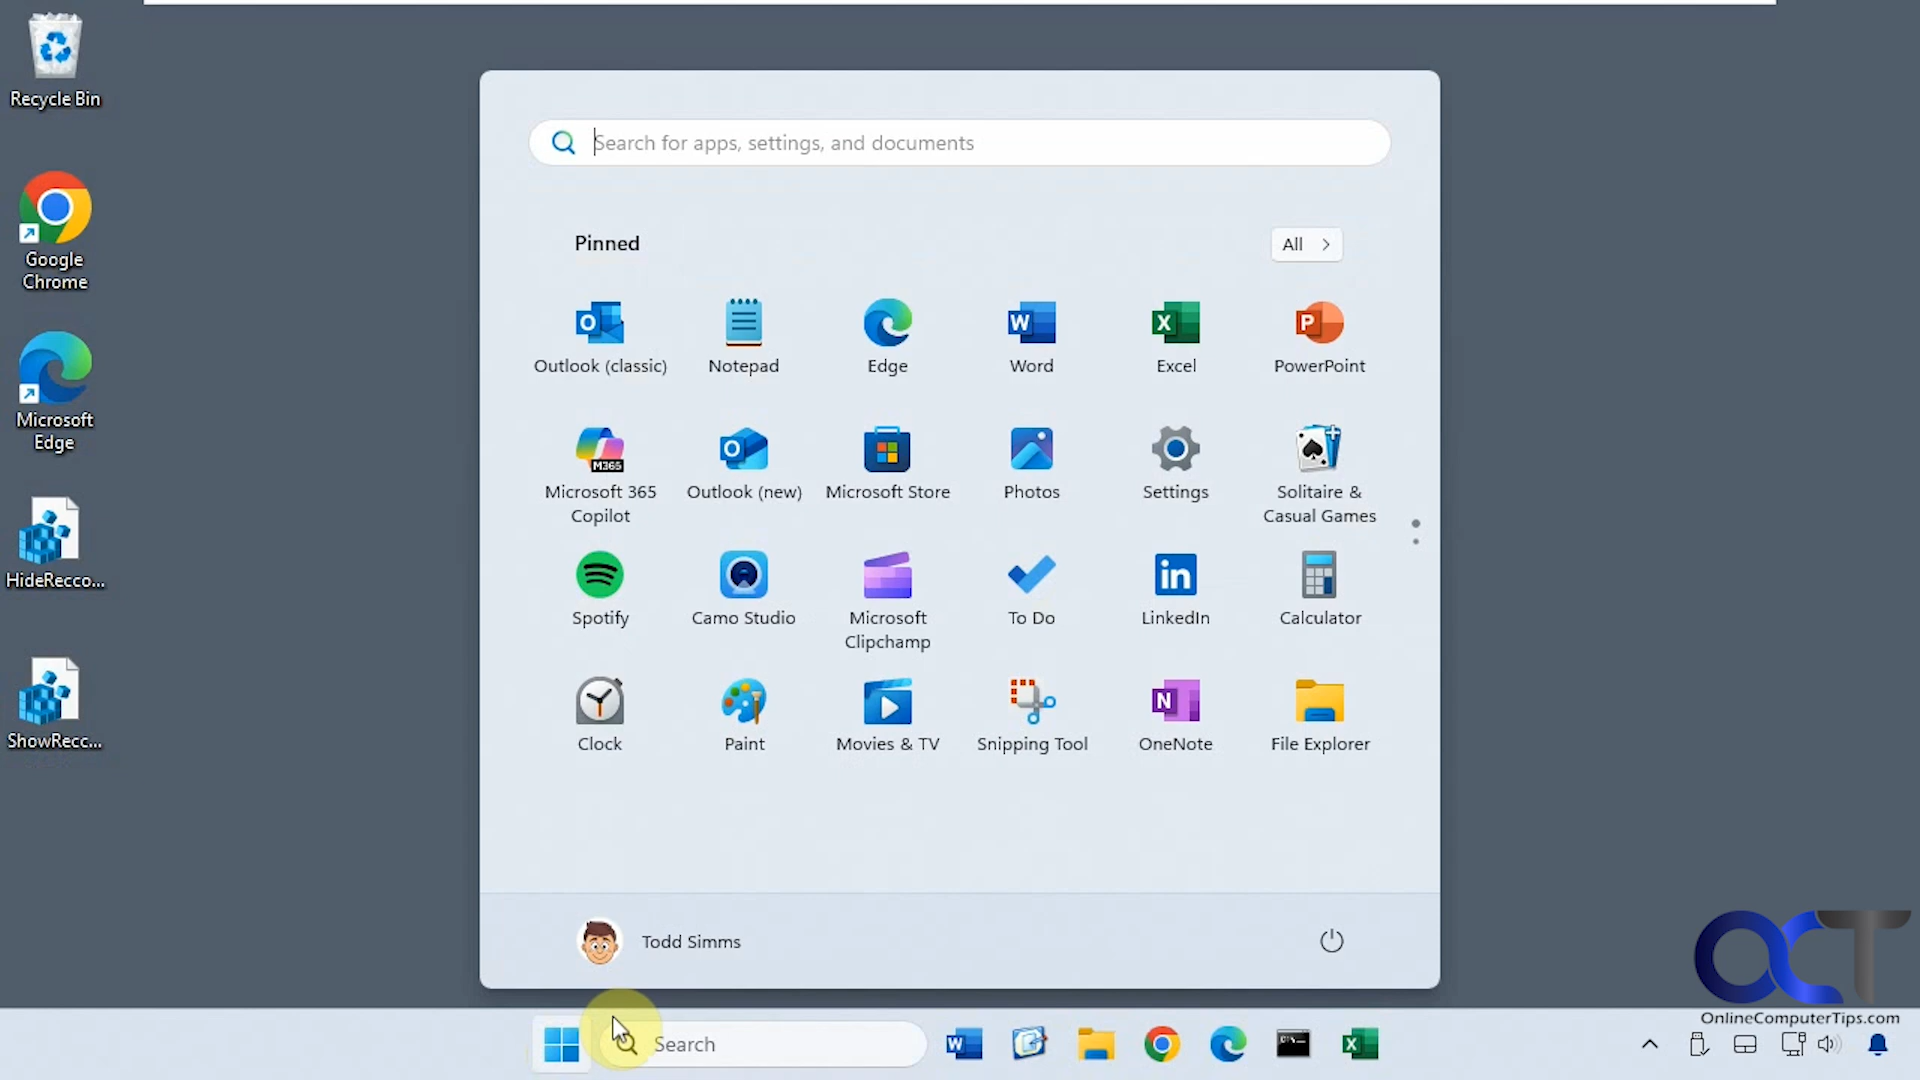 Recycle Bin
Google
Chrome
Microsoft
Edge
HideRecco...
ShowRecc...
Search for apps, settings, and documents
Pinned
All
Outlook (classic)
Notepad
Edge
Word
Excel
PowerPoint
M365
Microsoft 365
Copilot
Outlook (new)
Microsoft Store
Photos
Settings
Solitaire &
Casual Games
Spotify
Camo Studio
Microsoft
Clipchamp
To Do
LinkedIn
Calculator
Clock
Paint
Movies & TV
Snipping Tool
OneNote
File Explorer
Todd Simms
Search
OCT
OnlineComputerTips.com